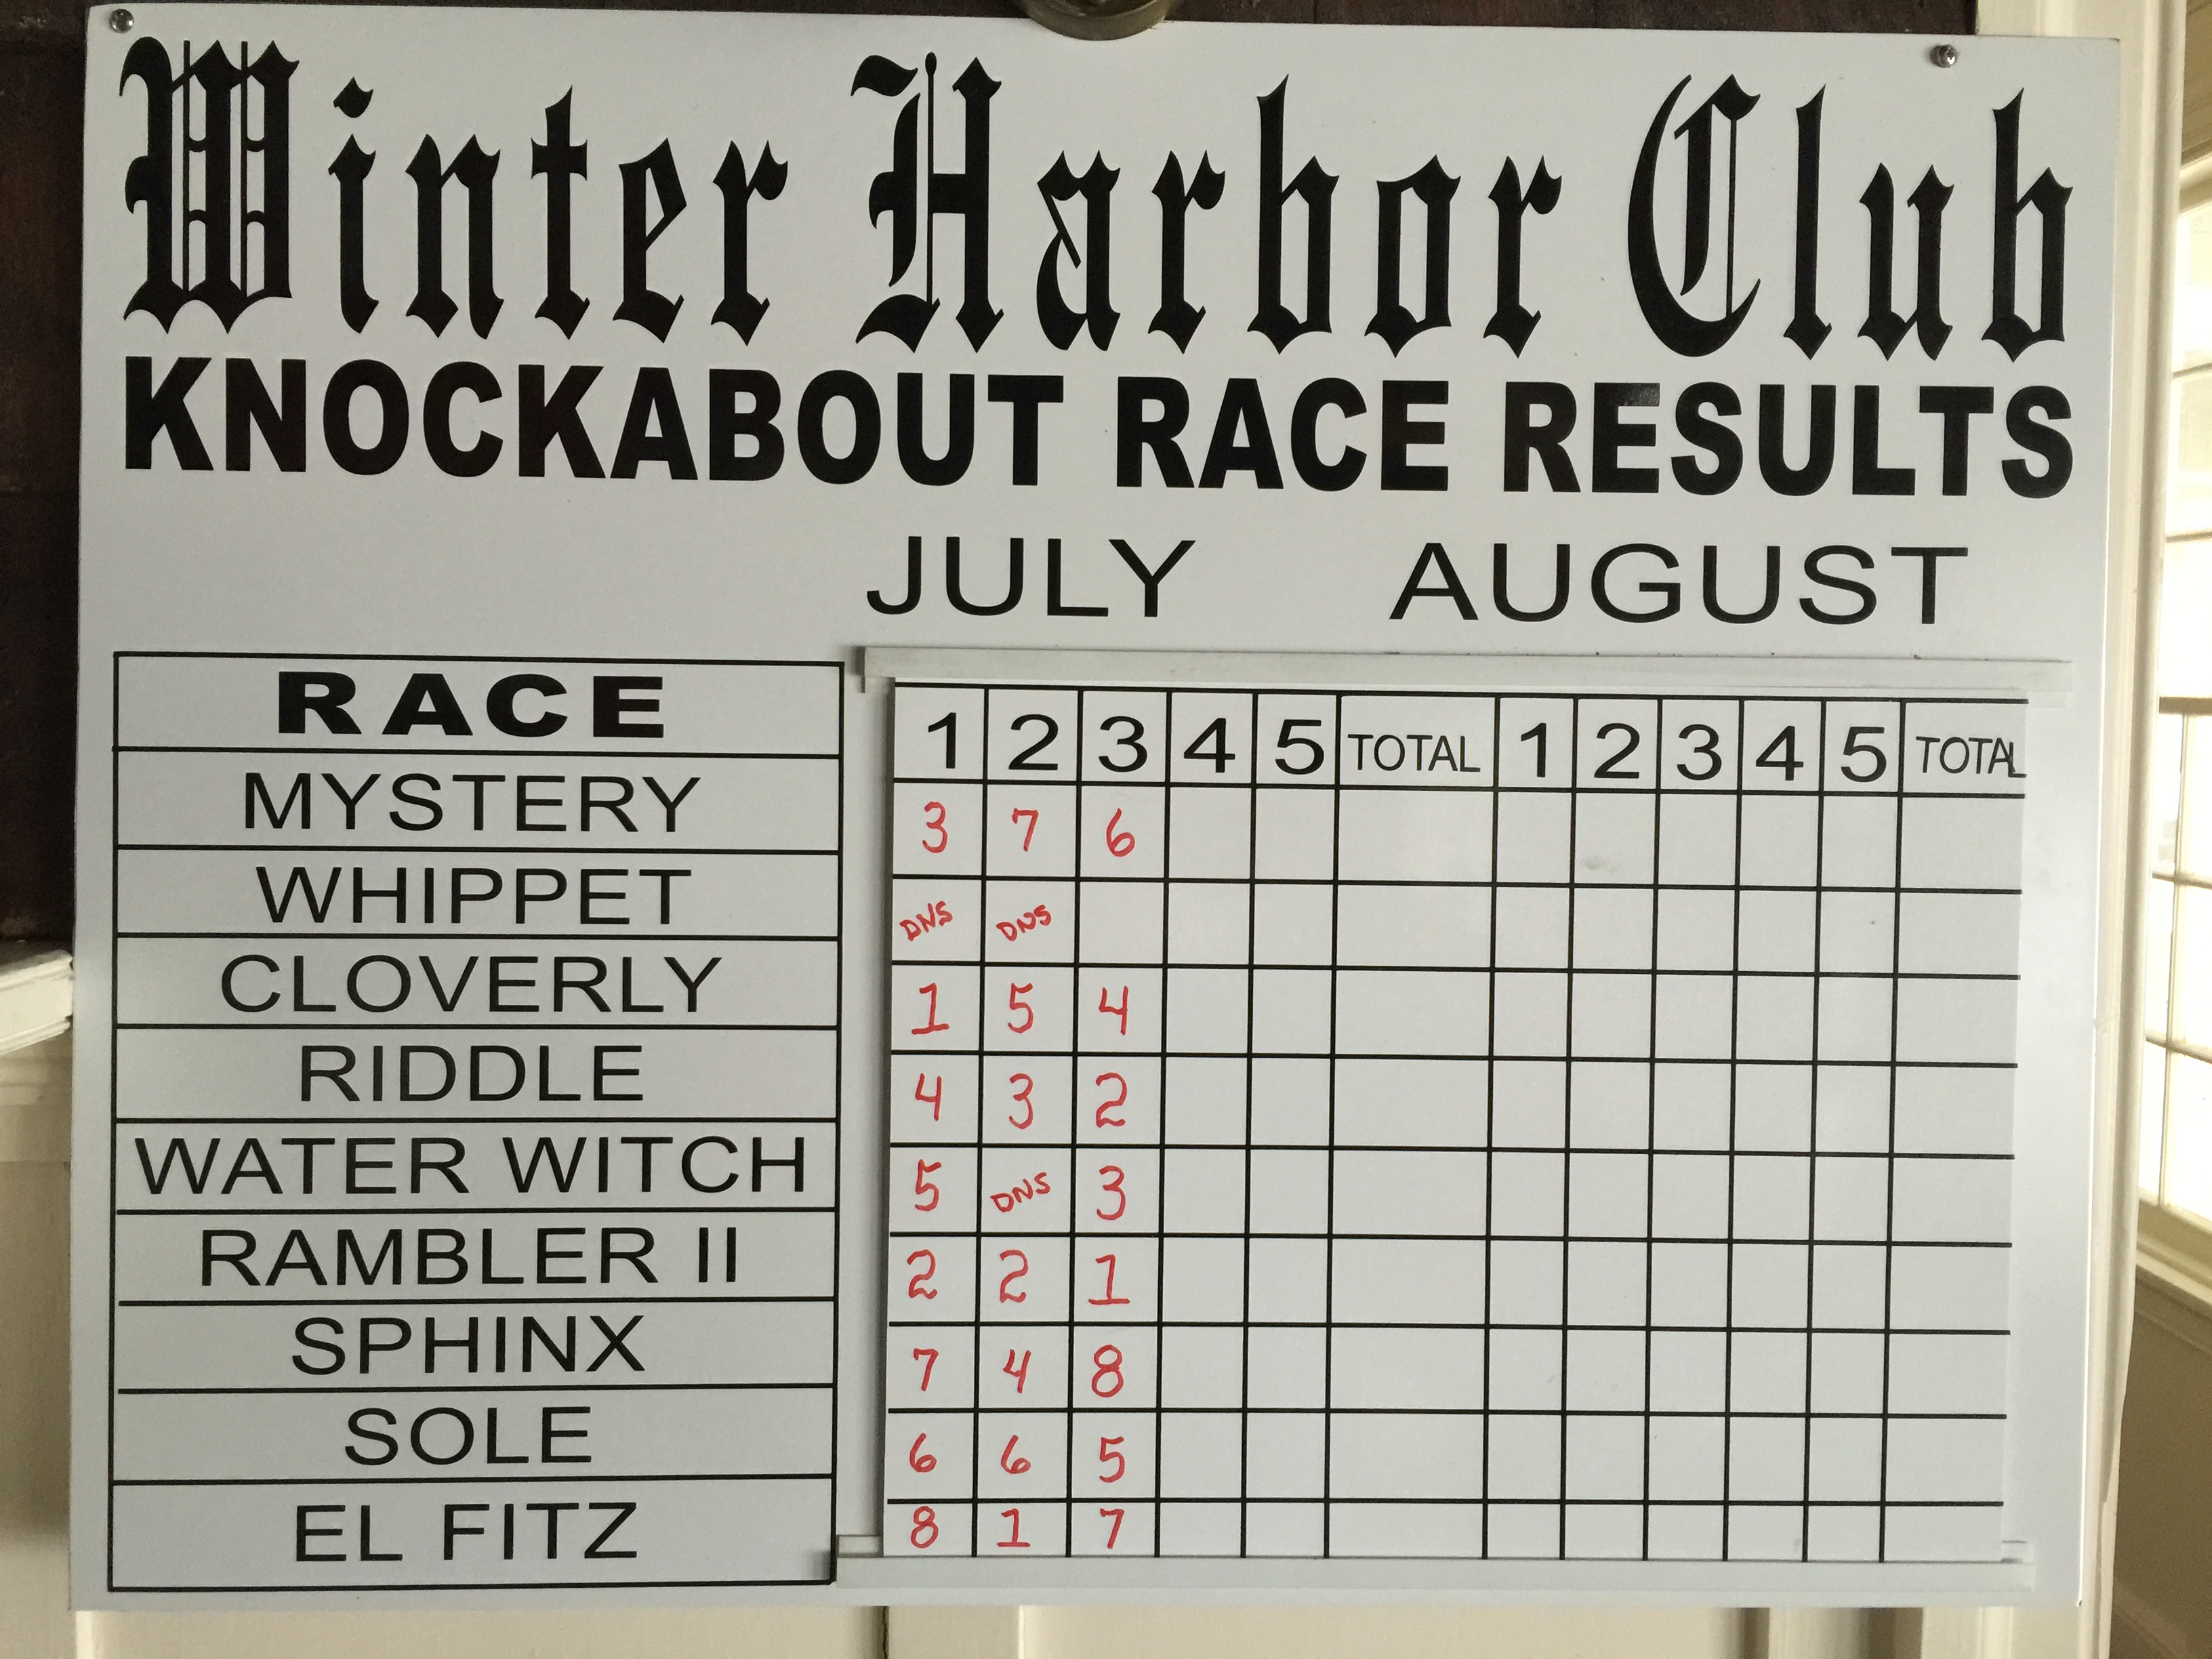 Winter Harbor Club
KNOCKABOUT RACE RESULTS
JULY AUGUST
RACE 1 2 3 4 5 TOTAL 1 2 3 4 5 TOTAL
MYSTERY 3 7 6
WHIPPET DNS DNS
CLOVERLY 1 5 4
RIDDLE 4 3 2
WATER WITCH 5 DNS 3
RAMBLER II 2 2 1
SPHINX 7 4 8
SOLE 6 6 5
EL FITZ 8 1 7